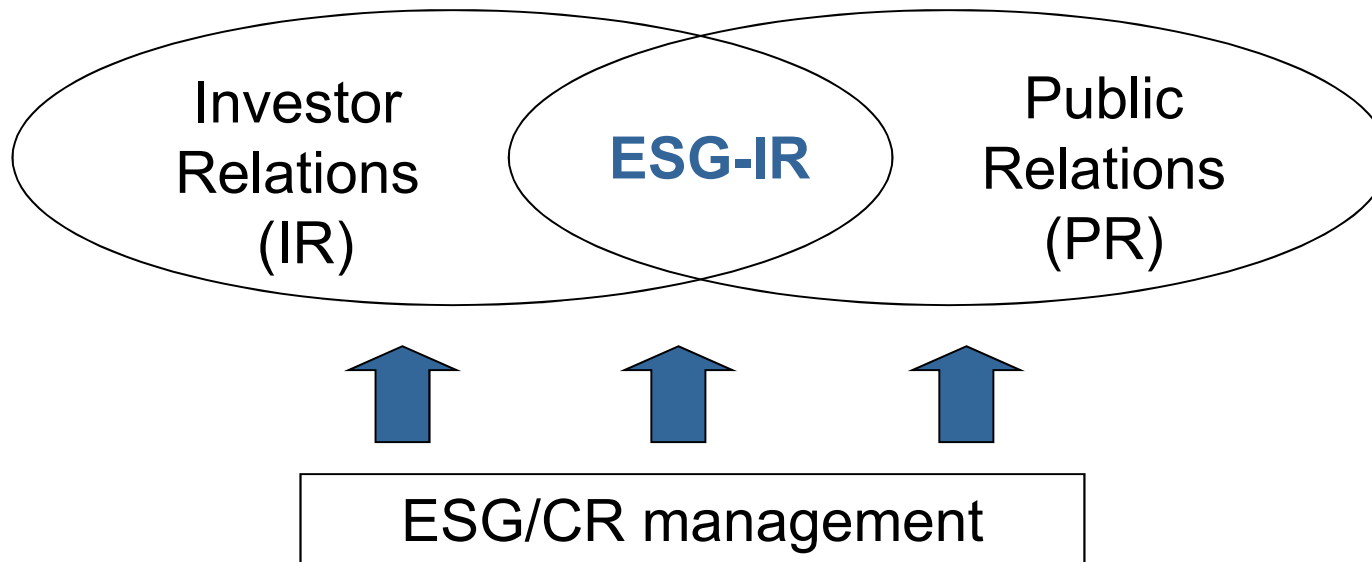 Investor
Relations
(IR)
ESG-IR
Public
Relations
(PR)
ESG/CR management